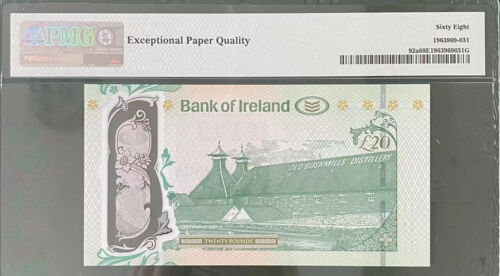 PMG
Exceptional Paper Quality
Sixty Eight
1963969-031
92a68E1963969031G
Bank of Ireland
£20
OLD BUSHMILLS DISTILLERY
TWENTY POUNDS